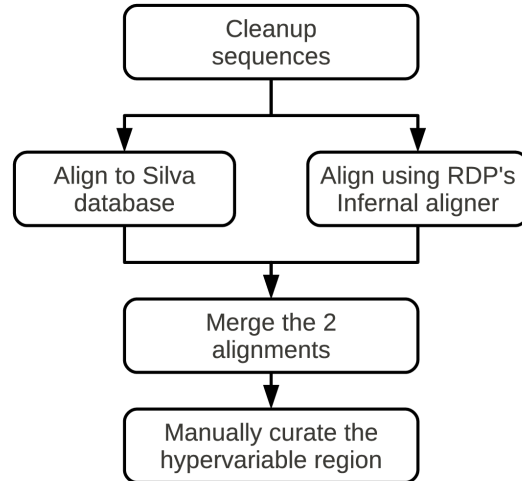 Cleanup
sequences
Align to Silva
database
Align using RDP's
Infernal aligner
Merge the 2
alignments
Manually curate the
hypervariable region